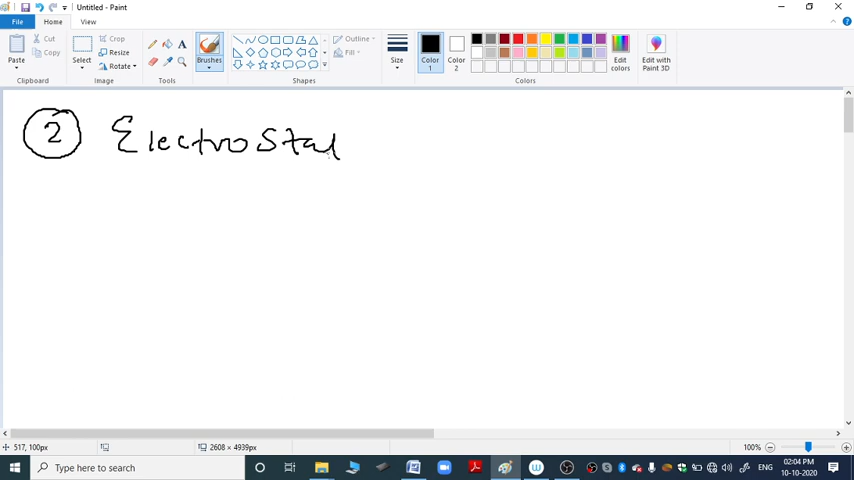 Untitled - Paint
File Home View
Cut Crop Outline
Copy Resize Fill
Paste Select Rotate A Brushes Size Color 1 Color 2 Edit colors Edit with Paint 3D
Clipboard Image Tools Shapes Colors
2 ElectroSta
517, 100px 2608 × 4939px 100%
Type here to search ENG 02:04 PM
10-10-2020